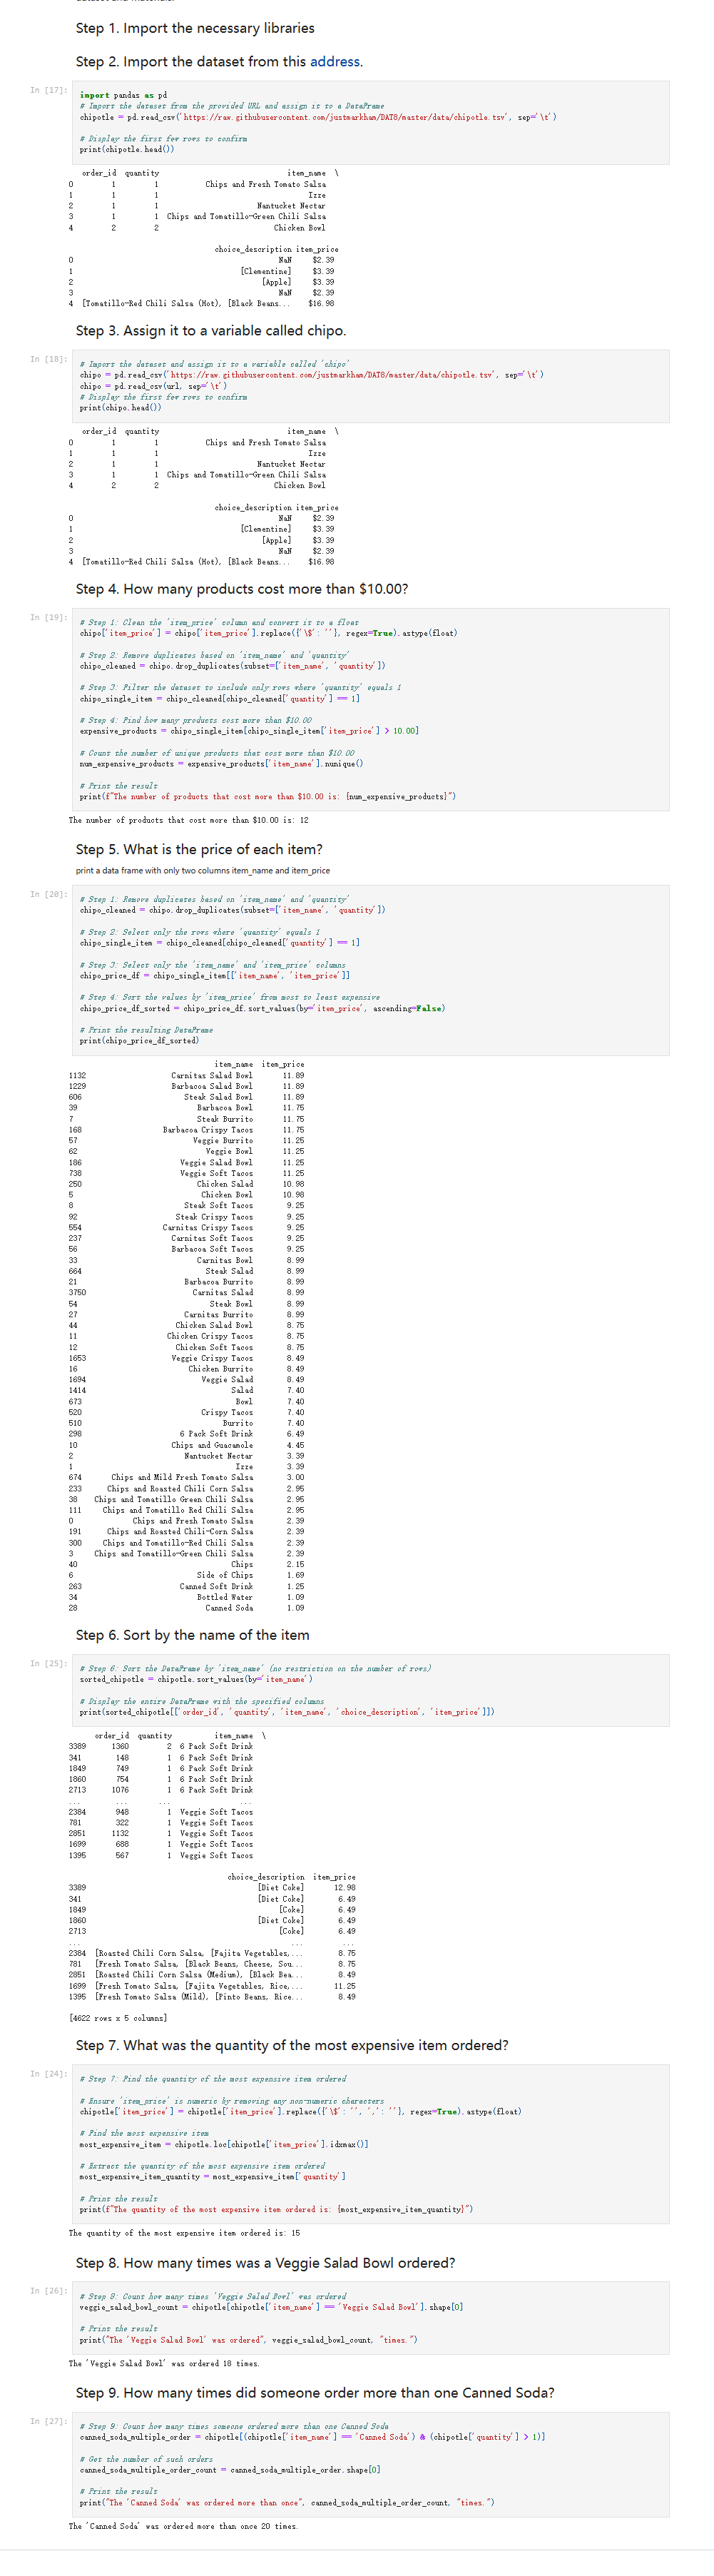 Step 1. Import the necessary libraries
Step 2. Import the dataset from this address.
In [17]:
import pandas as pd
# Import the dataset from the provided URL and assign it to a DataFrame
chipotle = pd.read_csv('https://raw.githubusercontent.com/justmarkham/DAT8/master/data/chipotle.tsv', sep='\t')
# Display the first few rows to confirm
print(chipotle.head())
order_id quantity item_name \
0 1 1 Chips and Fresh Tomato Salsa
1 1 1 Izze
2 1 1 Nantucket Nectar
3 1 1 Chips and Tomatillo-Green Chili Salsa
4 2 2 Chicken Bowl
choice_description item_price
0 NaN $2.39
1 [Clementine] $3.39
2 [Apple] $3.39
3 NaN $2.39
4 [Tomatillo-Red Chili Salsa (Hot), [Black Beans... $16.98
Step 3. Assign it to a variable called chipo.
In [18]:
# Import the dataset and assign it to a variable called 'chipo'
chipo = pd.read_csv('https://raw.githubusercontent.com/justmarkham/DAT8/master/data/chipotle.tsv', sep='\t')
chipo = pd.read_csv(url, sep='\t')
# Display the first few rows to confirm
print(chipo.head())
order_id quantity item_name \
0 1 1 Chips and Fresh Tomato Salsa
1 1 1 Izze
2 1 1 Nantucket Nectar
3 1 1 Chips and Tomatillo-Green Chili Salsa
4 2 2 Chicken Bowl
choice_description item_price
0 NaN $2.39
1 [Clementine] $3.39
2 [Apple] $3.39
3 NaN $2.39
4 [Tomatillo-Red Chili Salsa (Hot), [Black Beans... $16.98
Step 4. How many products cost more than $10.00?
In [19]:
# Step 1: Clean the 'item_price' column and convert it to a float
chipo['item_price'] = chipo['item_price'].replace({'\$': ''}, regex=True).astype(float)
# Step 2: Remove duplicates based on 'item_name' and 'quantity'
chipo_cleaned = chipo.drop_duplicates(subset=['item_name', 'quantity'])
# Step 3: Filter the dataset to include only rows where 'quantity' equals 1
chipo_single_item = chipo_cleaned[chipo_cleaned['quantity'] == 1]
# Step 4: Find how many products cost more than $10.00
expensive_products = chipo_single_item[chipo_single_item['item_price'] > 10.00]
# Count the number of unique products that cost more than $10.00
num_expensive_products = expensive_products['item_name'].nunique()
# Print the result
print(f"The number of products that cost more than $10.00 is: {num_expensive_products}")
The number of products that cost more than $10.00 is: 12
Step 5. What is the price of each item?
print a data frame with only two columns item_name and item_price
In [20]:
# Step 1: Remove duplicates based on 'item_name' and 'quantity'
chipo_cleaned = chipo.drop_duplicates(subset=['item_name', 'quantity'])
# Step 2: Select only the rows where 'quantity' equals 1
chipo_single_item = chipo_cleaned[chipo_cleaned['quantity'] == 1]
# Step 3: Select only the 'item_name' and 'item_price' columns
chipo_price_df = chipo_single_item[['item_name', 'item_price']]
# Step 4: Sort the values by 'item_price' from most to least expensive
chipo_price_df_sorted = chipo_price_df.sort_values(by='item_price', ascending=False)
# Print the resulting DataFrame
print(chipo_price_df_sorted)
item_name item_price
1132 Carnitas Salad Bowl 11.89
1229 Barbacoa Salad Bowl 11.89
606 Steak Salad Bowl 11.89
39 Barbacoa Bowl 11.75
7 Steak Burrito 11.75
168 Barbacoa Crispy Tacos 11.75
57 Veggie Burrito 11.25
62 Veggie Bowl 11.25
186 Veggie Salad Bowl 11.25
738 Veggie Soft Tacos 11.25
250 Chicken Salad 10.98
5 Chicken Bowl 10.98
8 Steak Soft Tacos 9.25
92 Steak Crispy Tacos 9.25
554 Carnitas Crispy Tacos 9.25
237 Carnitas Soft Tacos 9.25
56 Barbacoa Soft Tacos 9.25
33 Carnitas Bowl 8.99
664 Steak Salad 8.99
21 Barbacoa Burrito 8.99
3750 Carnitas Salad 8.99
54 Steak Bowl 8.99
27 Carnitas Burrito 8.99
44 Chicken Salad Bowl 8.75
11 Chicken Crispy Tacos 8.75
12 Chicken Soft Tacos 8.75
1653 Veggie Crispy Tacos 8.49
16 Chicken Burrito 8.49
1694 Veggie Salad 8.49
1414 Salad 7.40
673 Bowl 7.40
520 Crispy Tacos 7.40
510 Burrito 7.40
298 6 Pack Soft Drink 6.49
10 Chips and Guacamole 4.45
2 Nantucket Nectar 3.39
1 Izze 3.39
674 Chips and Mild Fresh Tomato Salsa 3.00
233 Chips and Roasted Chili Corn Salsa 2.95
38 Chips and Tomatillo Green Chili Salsa 2.95
111 Chips and Tomatillo Red Chili Salsa 2.95
0 Chips and Fresh Tomato Salsa 2.39
191 Chips and Roasted Chili-Corn Salsa 2.39
300 Chips and Tomatillo-Red Chili Salsa 2.39
3 Chips and Tomatillo-Green Chili Salsa 2.39
40 Chips 2.15
6 Side of Chips 1.69
263 Canned Soft Drink 1.25
34 Bottled Water 1.09
28 Canned Soda 1.09
Step 6. Sort by the name of the item
In [25]:
# Step 6: Sort the DataFrame by 'item_name' (no restriction on the number of rows)
sorted_chipotle = chipotle.sort_values(by='item_name')
# Display the entire DataFrame with the specified columns
print(sorted_chipotle[['order_id', 'quantity', 'item_name', 'choice_description', 'item_price']])
order_id quantity item_name \
3389 1360 2 6 Pack Soft Drink
341 148 1 6 Pack Soft Drink
1849 749 1 6 Pack Soft Drink
1860 754 1 6 Pack Soft Drink
2713 1076 1 6 Pack Soft Drink
... ... ... ...
2384 948 1 Veggie Soft Tacos
781 322 1 Veggie Soft Tacos
2851 1132 1 Veggie Soft Tacos
1699 688 1 Veggie Soft Tacos
1395 567 1 Veggie Soft Tacos
choice_description item_price
3389 [Diet Coke] 12.98
341 [Diet Coke] 6.49
1849 [Coke] 6.49
1860 [Diet Coke] 6.49
2713 [Coke] 6.49
... ... ...
2384 [Roasted Chili Corn Salsa, [Fajita Vegetables,... 8.75
781 [Fresh Tomato Salsa, [Black Beans, Cheese, Sou... 8.75
2851 [Roasted Chili Corn Salsa (Medium), [Black Bea... 8.49
1699 [Fresh Tomato Salsa, [Fajita Vegetables, Rice,... 11.25
1395 [Fresh Tomato Salsa (Mild), [Pinto Beans, Rice... 8.49
[4622 rows x 5 columns]
Step 7. What was the quantity of the most expensive item ordered?
In [24]:
# Step 7: Find the quantity of the most expensive item ordered
# Ensure 'item_price' is numeric by removing any non-numeric characters
chipotle['item_price'] = chipotle['item_price'].replace({'\$': '', ',': ''}, regex=True).astype(float)
# Find the most expensive item
most_expensive_item = chipotle.loc[chipotle['item_price'].idxmax()]
# Extract the quantity of the most expensive item ordered
most_expensive_item_quantity = most_expensive_item['quantity']
# Print the result
print(f"The quantity of the most expensive item ordered is: {most_expensive_item_quantity}")
The quantity of the most expensive item ordered is: 15
Step 8. How many times was a Veggie Salad Bowl ordered?
In [26]:
# Step 8: Count how many times 'Veggie Salad Bowl' was ordered
veggie_salad_bowl_count = chipotle[chipotle['item_name'] == 'Veggie Salad Bowl'].shape[0]
# Print the result
print("The 'Veggie Salad Bowl' was ordered", veggie_salad_bowl_count, "times.")
The 'Veggie Salad Bowl' was ordered 18 times.
Step 9. How many times did someone order more than one Canned Soda?
In [27]:
# Step 9: Count how many times someone ordered more than one Canned Soda
canned_soda_multiple_order = chipotle[(chipotle['item_name'] == 'Canned Soda') & (chipotle['quantity'] > 1)]
# Get the number of such orders
canned_soda_multiple_order_count = canned_soda_multiple_order.shape[0]
# Print the result
print("The 'Canned Soda' was ordered more than once", canned_soda_multiple_order_count, "times.")
The 'Canned Soda' was ordered more than once 20 times.